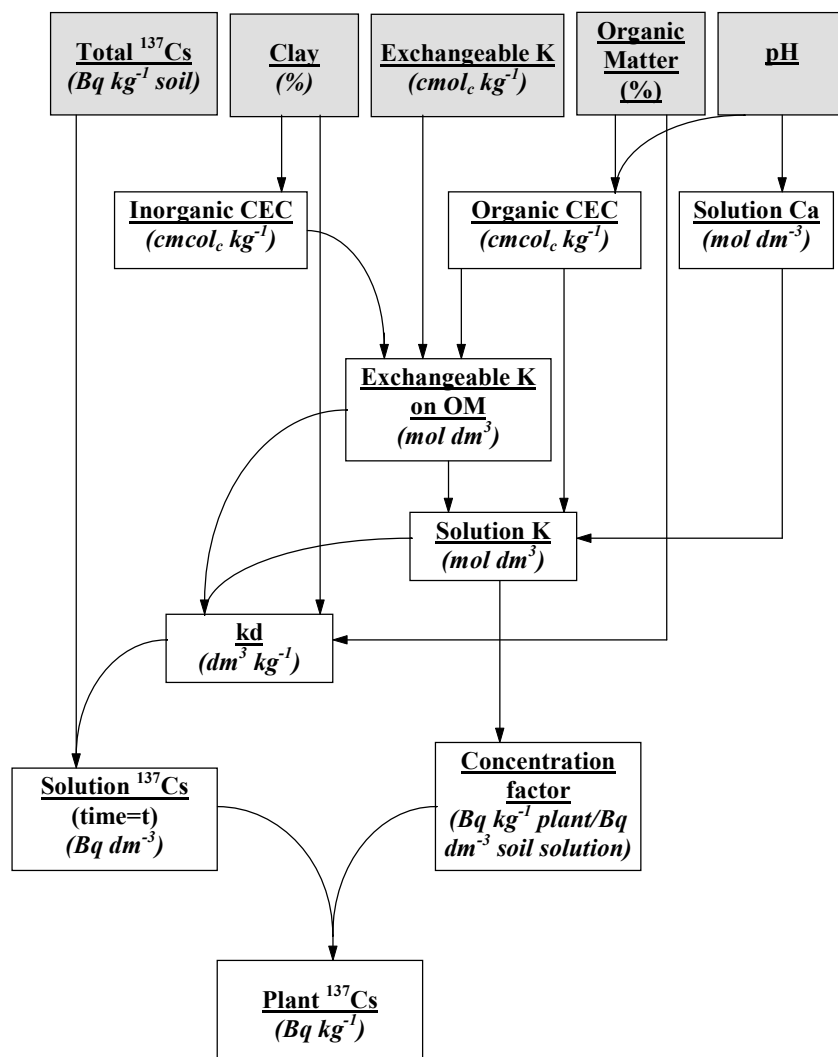 Total ¹³⁷Cs
(Bq kg⁻¹ soil)
Clay
(%)
Exchangeable K
(cmol_c kg⁻¹)
Organic
Matter
(%)
pH
Inorganic CEC
(cmcol_c kg⁻¹)
Organic CEC
(cmcol_c kg⁻¹)
Solution Ca
(mol dm⁻³)
Exchangeable K
on OM
(mol dm³)
Solution K
(mol dm³)
kd
(dm³ kg⁻¹)
Solution ¹³⁷Cs
(time=t)
(Bq dm⁻³)
Concentration
factor
(Bq kg⁻¹ plant/Bq
dm⁻³ soil solution)
Plant ¹³⁷Cs
(Bq kg⁻¹)